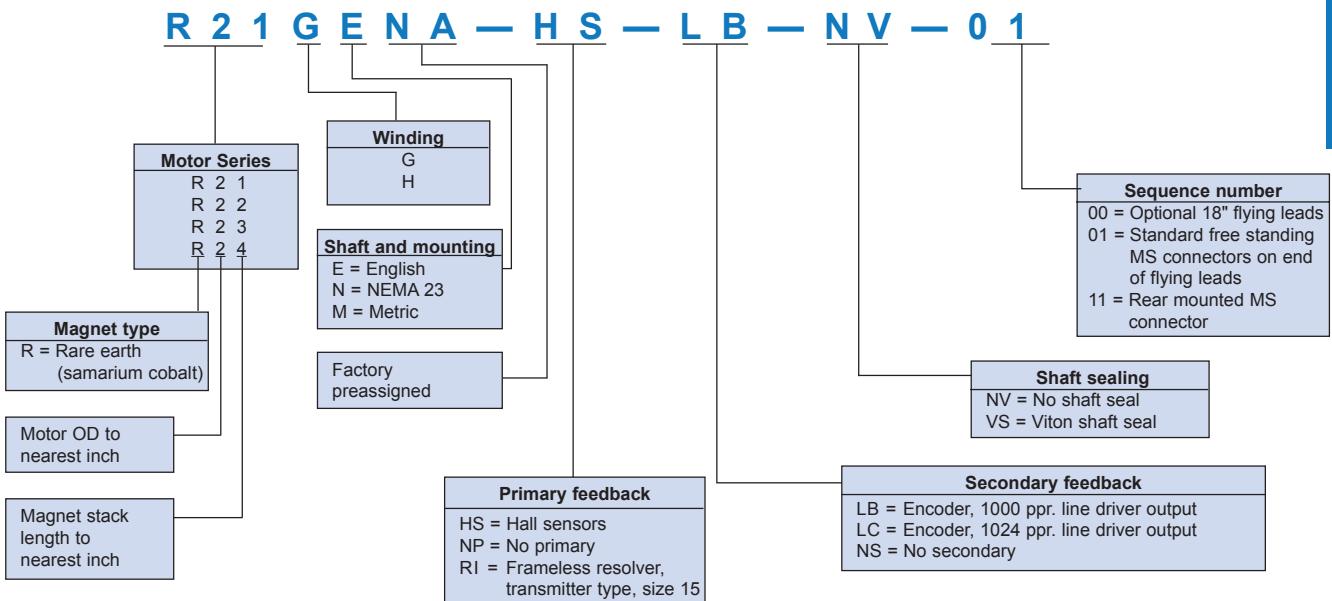 R 2 1 G E N A — H S — L B — N V — 0 1
Winding
G
H
Motor Series
R 2 1
R 2 2
R 2 3
R 2 4
Sequence number
00 = Optional 18" flying leads
01 = Standard free standing
MS connectors on end
of flying leads
11 = Rear mounted MS
connector
Shaft and mounting
E = English
N = NEMA 23
M = Metric
Magnet type
R = Rare earth
(samarium cobalt)
Factory
preassigned
Shaft sealing
NV = No shaft seal
VS = Viton shaft seal
Motor OD to
nearest inch
Primary feedback
HS = Hall sensors
NP = No primary
RI = Frameless resolver,
transmitter type, size 15
Secondary feedback
LB = Encoder, 1000 ppr. line driver output
LC = Encoder, 1024 ppr. line driver output
NS = No secondary
Magnet stack
length to
nearest inch